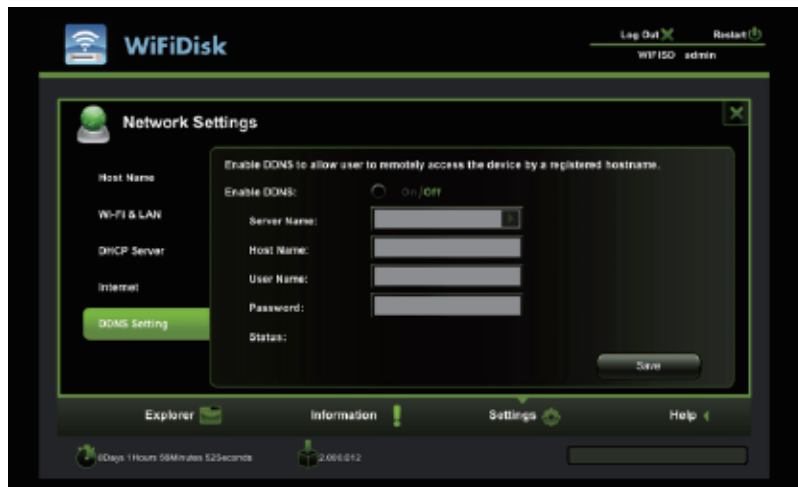 WiFiDisk
Log Out Restart
WIFISD admin
Network Settings
Enable DDNS to allow user to remotely access the device by a registered hostname.
Host Name
Enable DDNS: On/Off
Wi-Fi & LAN
Server Name:
DHCP Server
Host Name:
User Name:
Internet
Password:
DDNS Setting
Status:
Save
Explorer Information Settings Help
0Days 1Hours 56Minutes 52Seconds 2.000.012